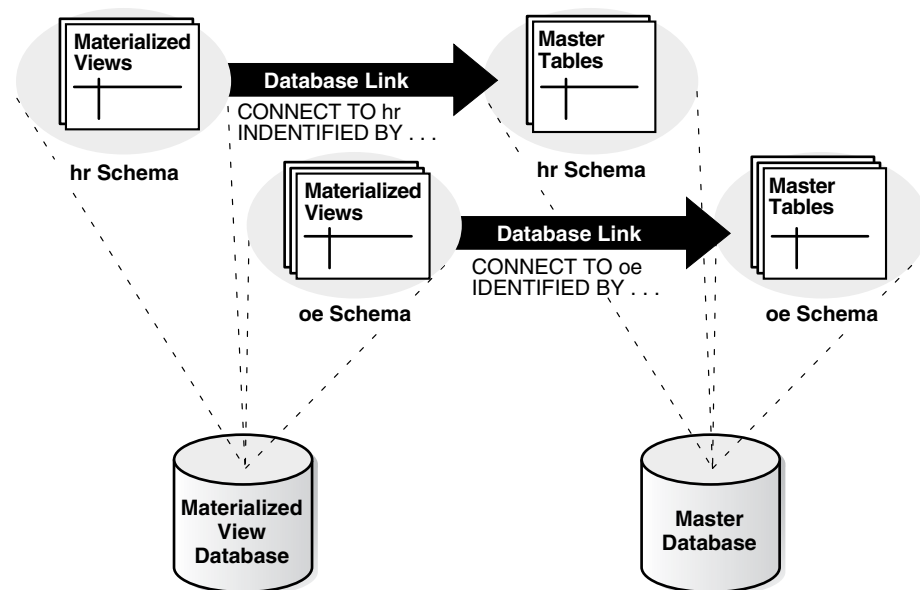 Materialized
Views
Database Link
CONNECT TO hr
INDENTIFIED BY . . .
Master
Tables
hr Schema
hr Schema
Materialized
Views
Database Link
CONNECT TO oe
IDENTIFIED BY . . .
Master
Tables
oe Schema
oe Schema
Materialized
View
Database
Master
Database